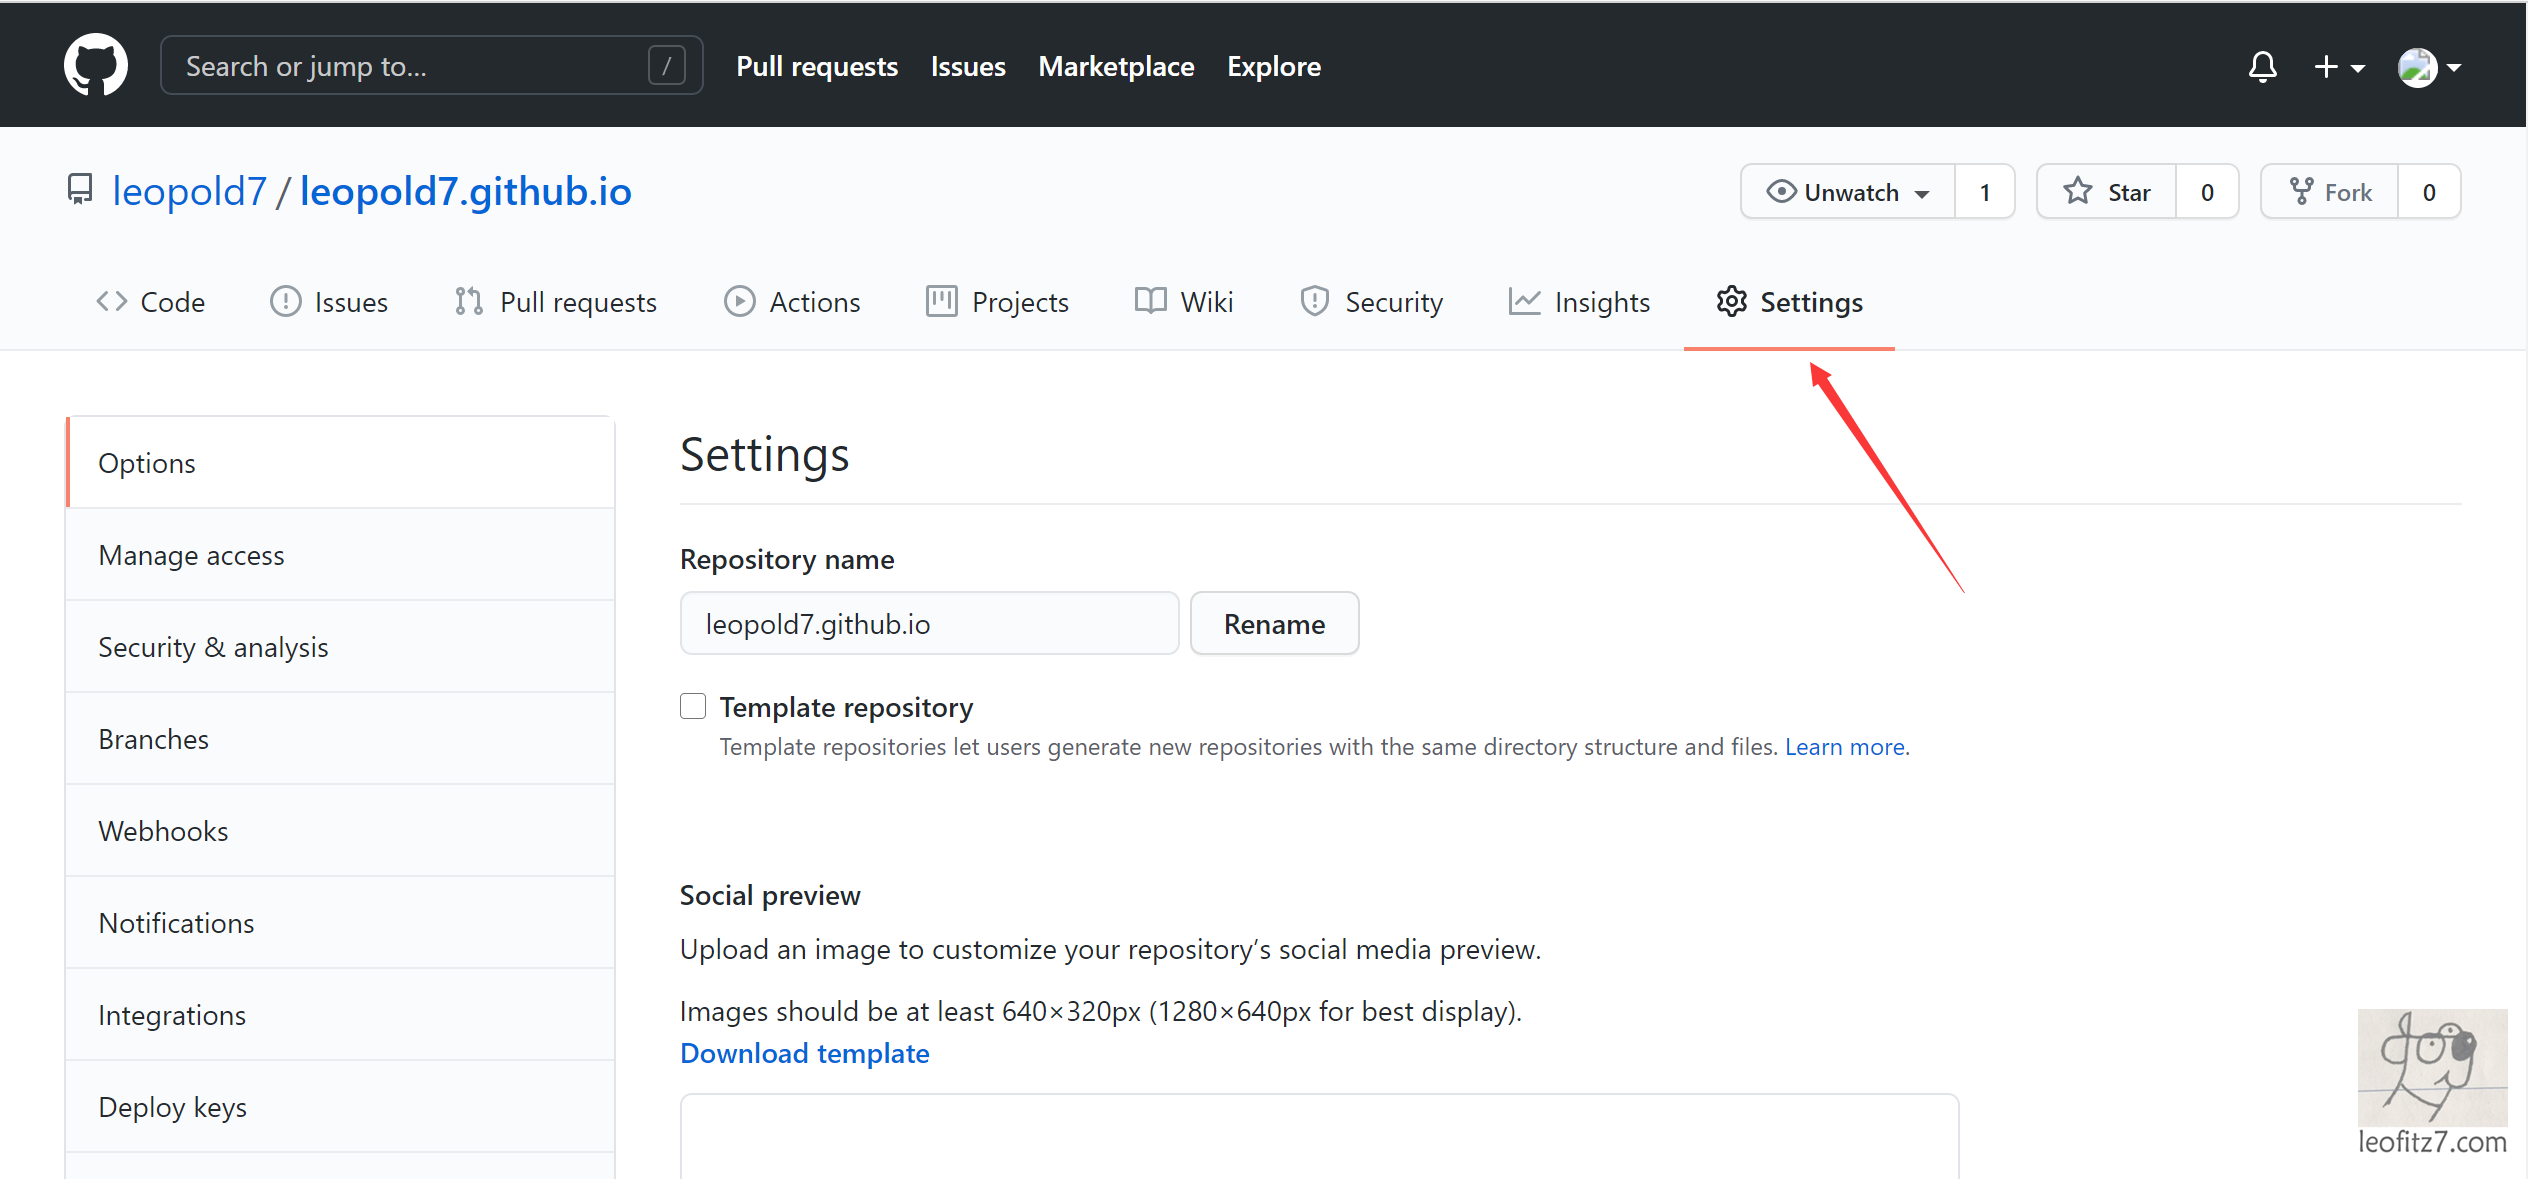 Search or jump to... /
Pull requests Issues Marketplace Explore
leopold7 / leopold7.github.io
Unwatch 1 Star 0 Fork 0
Code Issues Pull requests Actions Projects Wiki Security Insights Settings
Options
Manage access
Security & analysis
Branches
Webhooks
Notifications
Integrations
Deploy keys
Settings
Repository name
leopold7.github.io Rename
Template repository
Template repositories let users generate new repositories with the same directory structure and files. Learn more.
Social preview
Upload an image to customize your repository’s social media preview.
Images should be at least 640×320px (1280×640px for best display).
Download template
leofitz7.com